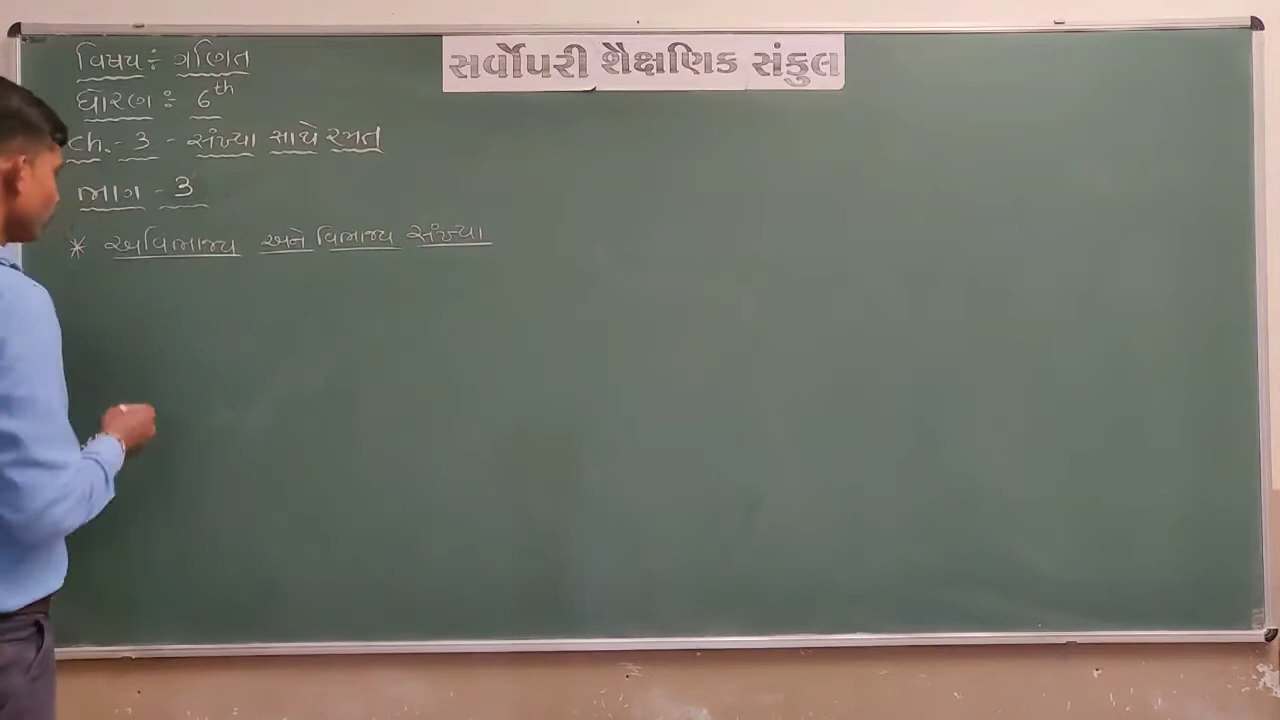 સર્વોપરી શૈક્ષણિક સંકુલ
વિષય : ગણિત
ધોરણ : 6th
ch. - 3 - સંખ્યા સાથે રમત
ભાગ - 3
* અવિભાજ્ય અને વિભાજ્ય સંખ્યા